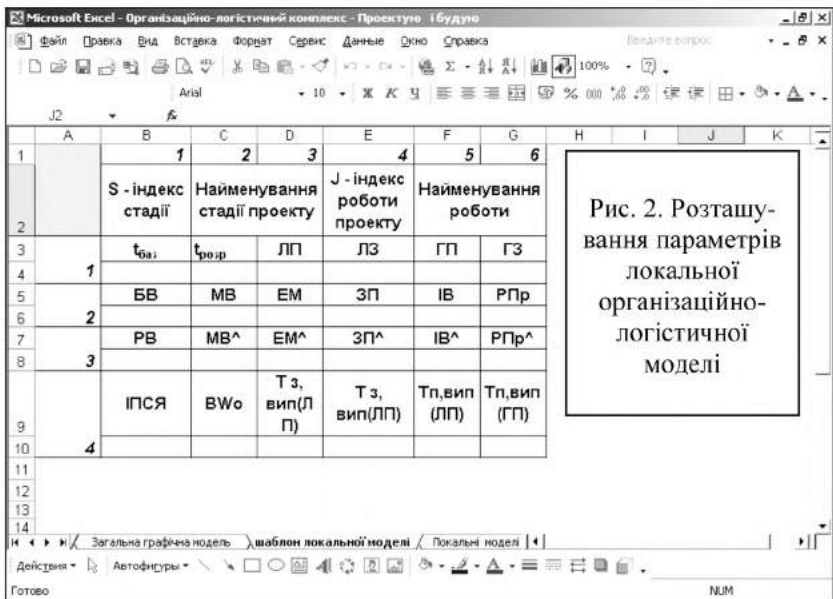 Microsoft Excel - Організаційно-логістичний комплекс - Проектую і будую
Файл Правка Вид Вставка Формат Сервис Данные Окно Справка Введите вопрос
100%
Arial 10 Ж К Ч % 000
J2 fx
A B C D E F G H I J K
1 1 2 3 4 5 6
2 S - індекс стадії Найменування стадії проекту J - індекс роботи проекту Найменування роботи
3 tбаз tрозр ЛП ЛЗ ГП ГЗ
4 1
5 БВ МВ ЕМ ЗП ІВ РПр
6 2
7 РВ МВ^ ЕМ^ ЗП^ ІВ^ РПр^
8 3
9 ІПСЯ BWo Т з, вип(ЛП) Т з, вип(ЛП) Тп,вип (ЛП) Тп,вип (ГП)
10 4
11
12
13
14
Рис. 2. Розташу-
вання параметрів
локальної
організаційно-
логістичної
моделі
Загальна графічна модель шаблон локальної моделі Локальні моделі
Действия Автофигуры
Готово NUM